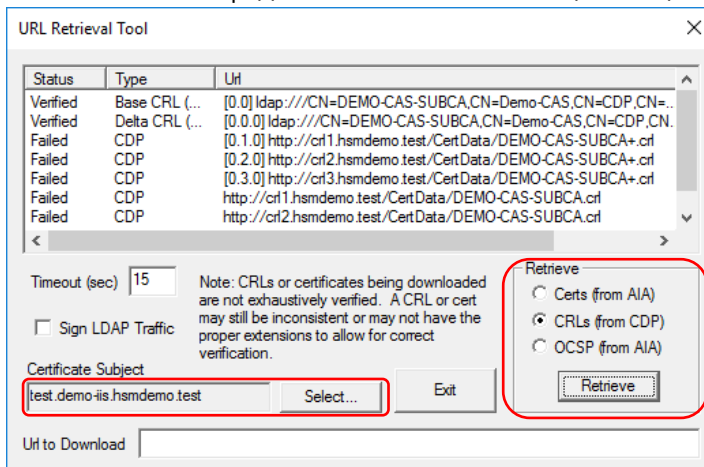 URL Retrieval Tool
Status Type Url
Verified Base CRL (... [0.0] ldap:///CN=DEMO-CAS-SUBCA,CN=Demo-CAS,CN=CDP,CN=..
Verified Delta CRL (... [0.0.0] ldap:///CN=DEMO-CAS-SUBCA,CN=Demo-CAS,CN=CDP,CN.
Failed CDP [0.1.0] http://crl1.hsmdemo.test/CertData/DEMO-CAS-SUBCA+.crl
Failed CDP [0.2.0] http://crl2.hsmdemo.test/CertData/DEMO-CAS-SUBCA+.crl
Failed CDP [0.3.0] http://crl3.hsmdemo.test/CertData/DEMO-CAS-SUBCA+.crl
Failed CDP http://crl1.hsmdemo.test/CertData/DEMO-CAS-SUBCA.crl
Failed CDP http://crl2.hsmdemo.test/CertData/DEMO-CAS-SUBCA.crl
Timeout (sec) 15
Sign LDAP Traffic
Note: CRLs or certificates being downloaded
are not exhaustively verified. A CRL or cert
may still be inconsistent or may not have the
proper extensions to allow for correct
verification.
Retrieve
Certs (from AIA)
CRLs (from CDP)
OCSP (from AIA)
Retrieve
Certificate Subject
test.demo-iis.hsmdemo.test Select... Exit
Url to Download